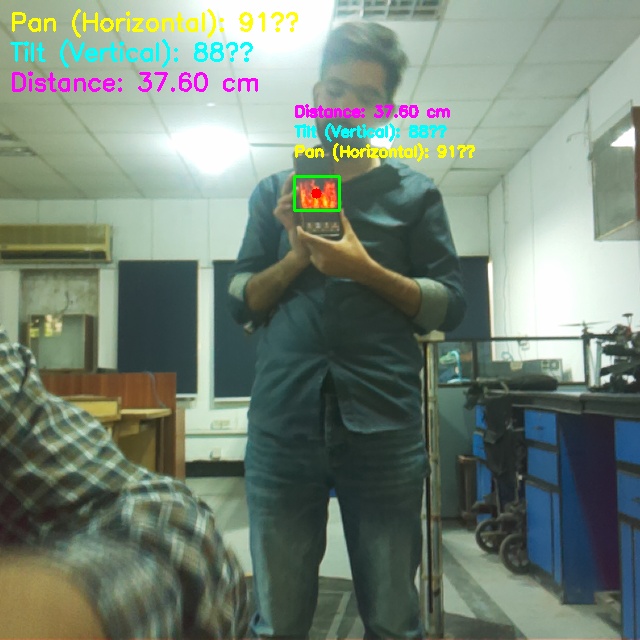 Pan (Horizontal): 91??
Tilt (Vertical): 88??
Distance: 37.60 cm
Distance: 37.60 cm
Tilt (Vertical): 88??
Pan (Horizontal): 91??